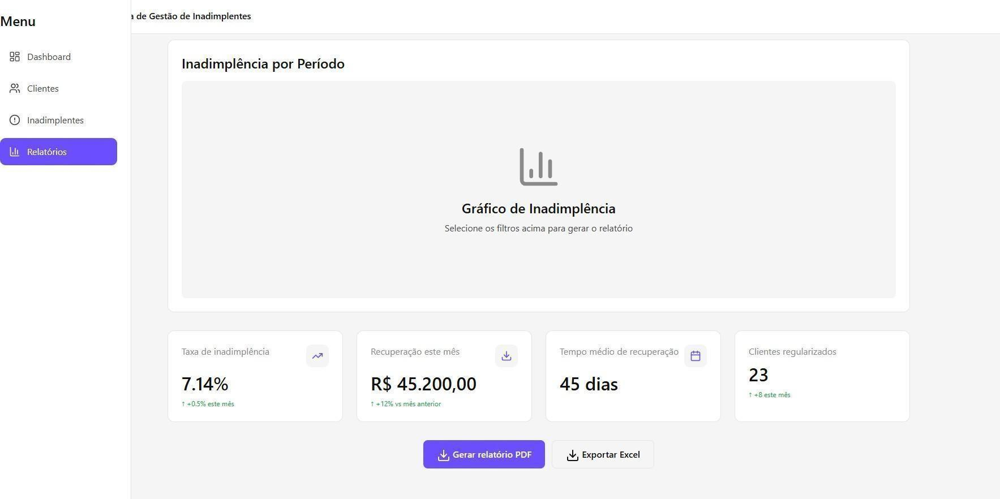 Menu
a de Gestão de Inadimplentes
Dashboard
Clientes
Inadimplentes
Relatórios
Inadimplência por Período
Gráfico de Inadimplência
Selecione os filtros acima para gerar o relatório
Taxa de inadimplência
7.14%
↑ +0.5% este mês
Recuperação este mês
R$ 45.200,00
↑ +12% vs mês anterior
Tempo médio de recuperação
45 dias
Clientes regularizados
23
↑ +8 este mês
Gerar relatório PDF
Exportar Excel